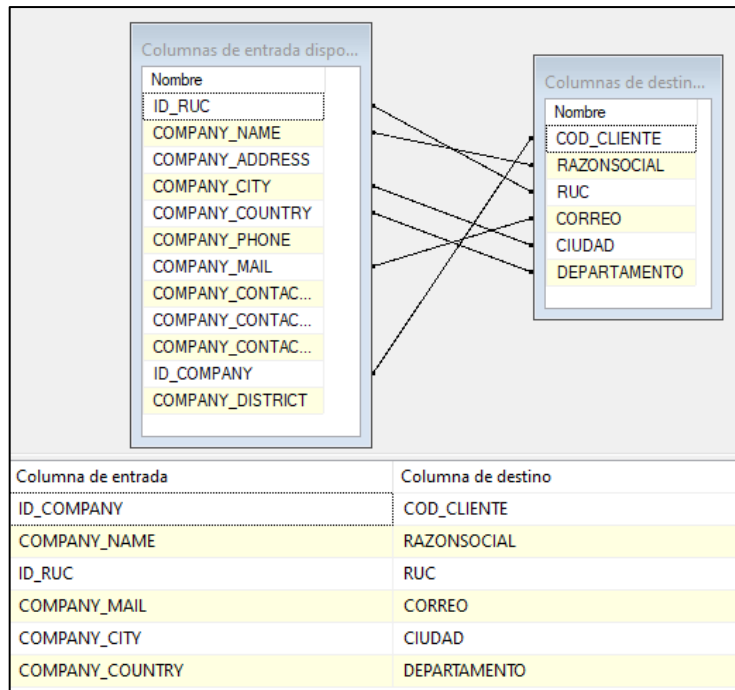 Columnas de entrada dispo...
Nombre
ID_RUC
COMPANY_NAME
COMPANY_ADDRESS
COMPANY_CITY
COMPANY_COUNTRY
COMPANY_PHONE
COMPANY_MAIL
COMPANY_CONTAC...
COMPANY_CONTAC...
COMPANY_CONTAC...
ID_COMPANY
COMPANY_DISTRICT
Columnas de destin...
Nombre
COD_CLIENTE
RAZONSOCIAL
RUC
CORREO
CIUDAD
DEPARTAMENTO
Columna de entrada Columna de destino
ID_COMPANY COD_CLIENTE
COMPANY_NAME RAZONSOCIAL
ID_RUC RUC
COMPANY_MAIL CORREO
COMPANY_CITY CIUDAD
COMPANY_COUNTRY DEPARTAMENTO